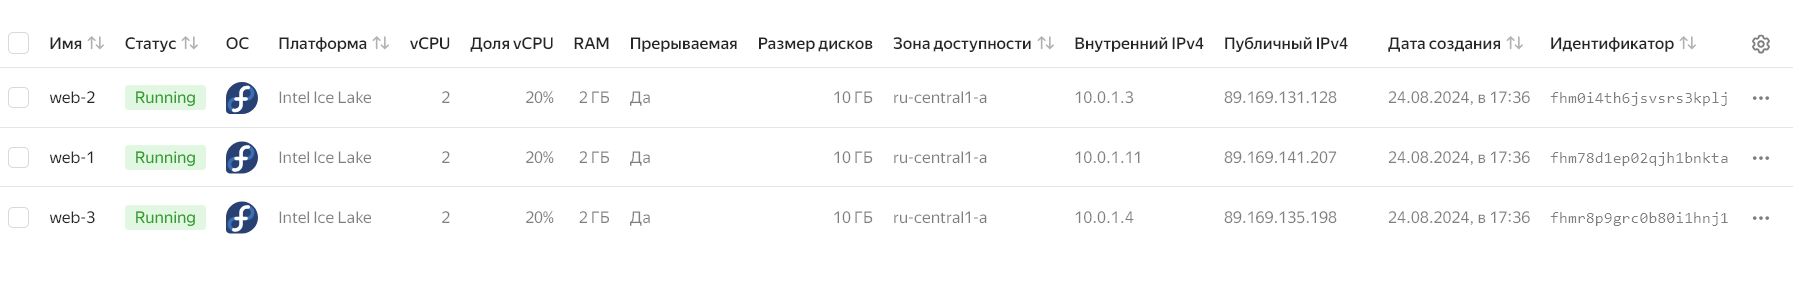 Имя Статус ОС Платформа vCPU Доля vCPU RAM Прерываемая Размер дисков Зона доступности Внутренний IPv4 Публичный IPv4 Дата создания Идентификатор
web-2 Running Intel Ice Lake 2 20% 2 ГБ Да 10 ГБ ru-central1-a 10.0.1.3 89.169.131.128 24.08.2024, в 17:36 fhm0i4th6jsvsrs3kplj
web-1 Running Intel Ice Lake 2 20% 2 ГБ Да 10 ГБ ru-central1-a 10.0.1.11 89.169.141.207 24.08.2024, в 17:36 fhm78d1ep02qjh1bnkta
web-3 Running Intel Ice Lake 2 20% 2 ГБ Да 10 ГБ ru-central1-a 10.0.1.4 89.169.135.198 24.08.2024, в 17:36 fhmr8p9grc0b80i1hnj1